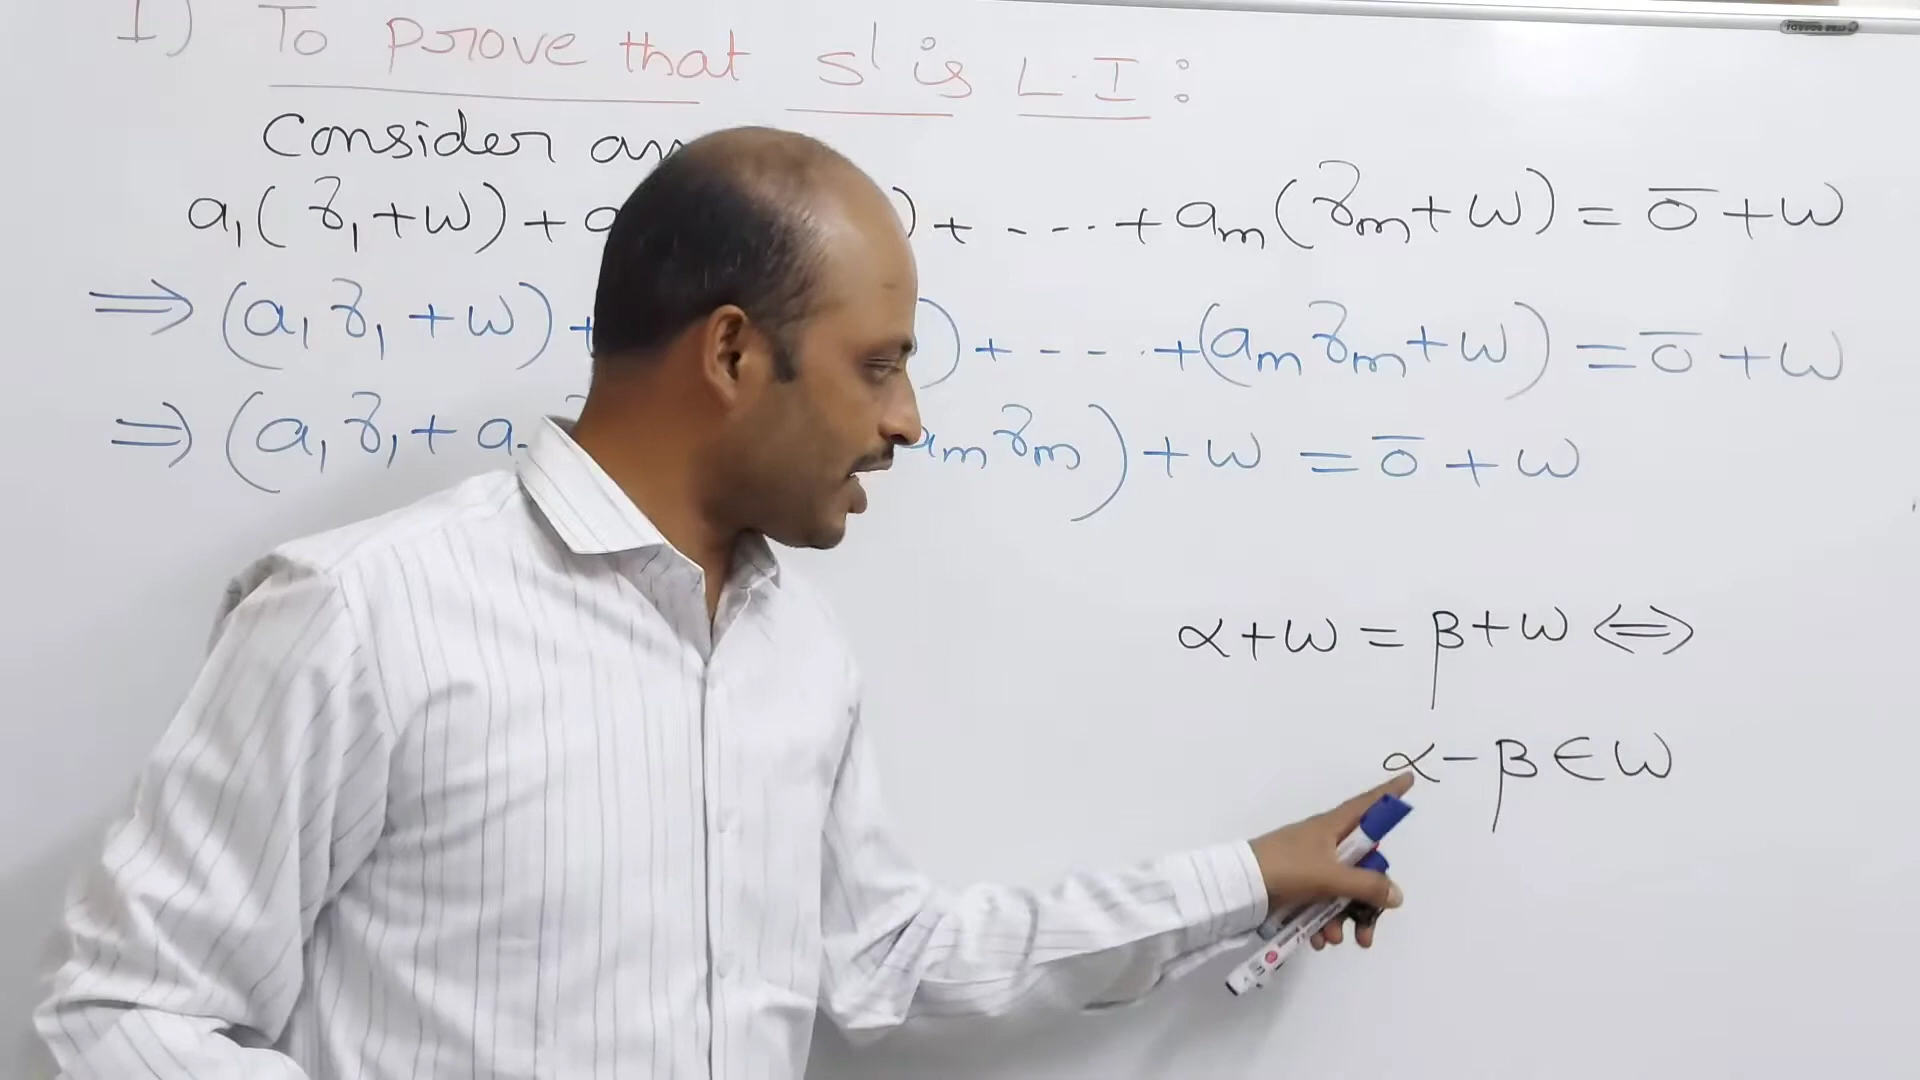 I) To prove that S' is L.I :
Consider
a₁(γ₁+W)+a )+----+aₘ(γₘ+W)=ō+W
⇒(a₁γ₁+W)+ )+---·+(aₘγₘ+W)=ō+W
⇒(a₁γ₁+a aₘγₘ)+W=ō+W
α+W=β+W⇔
α-β∈W